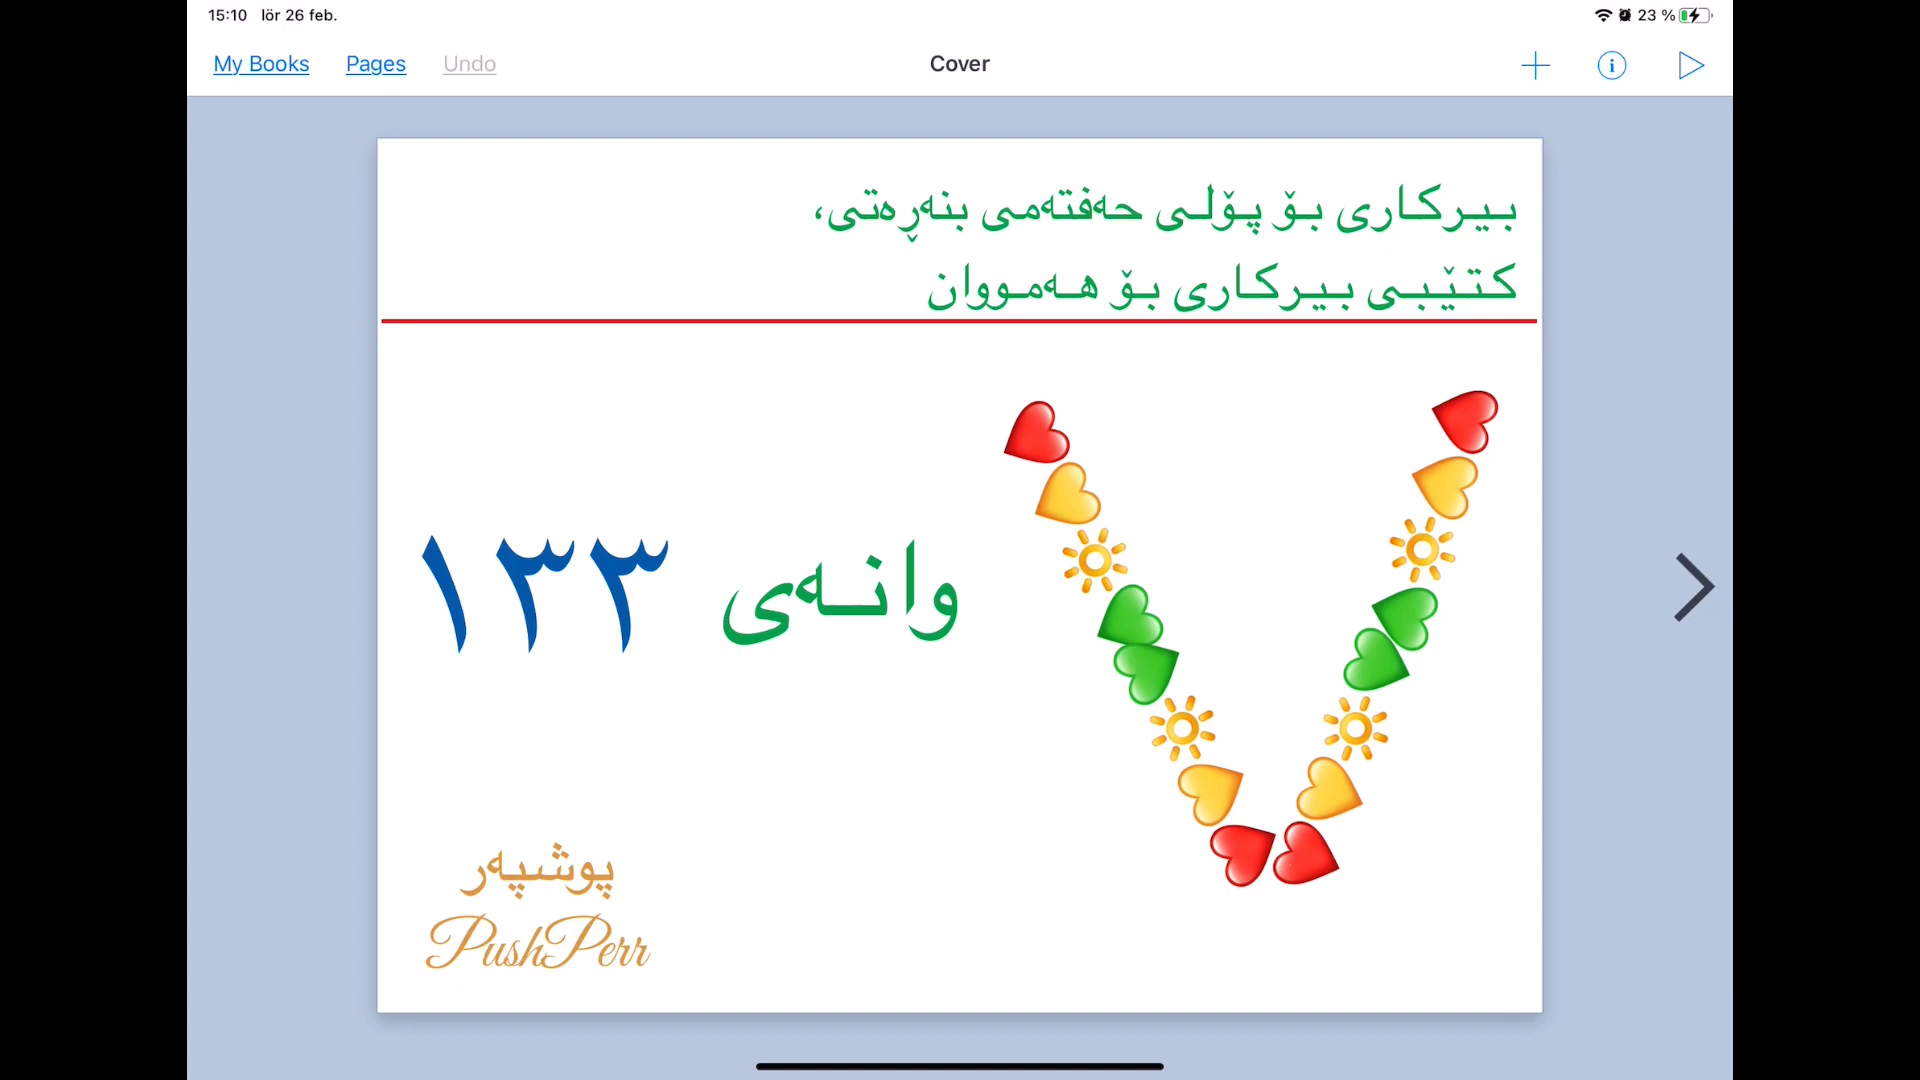 15:10 lör 26 feb. 23 %
My Books Pages Undo Cover
بیرکاری بۆ پۆلی حەفتەمی بنەڕەتی،
کتێبی بیرکاری بۆ هەمووان
وانەی ١٣٣
پوشپەر
PushPerr